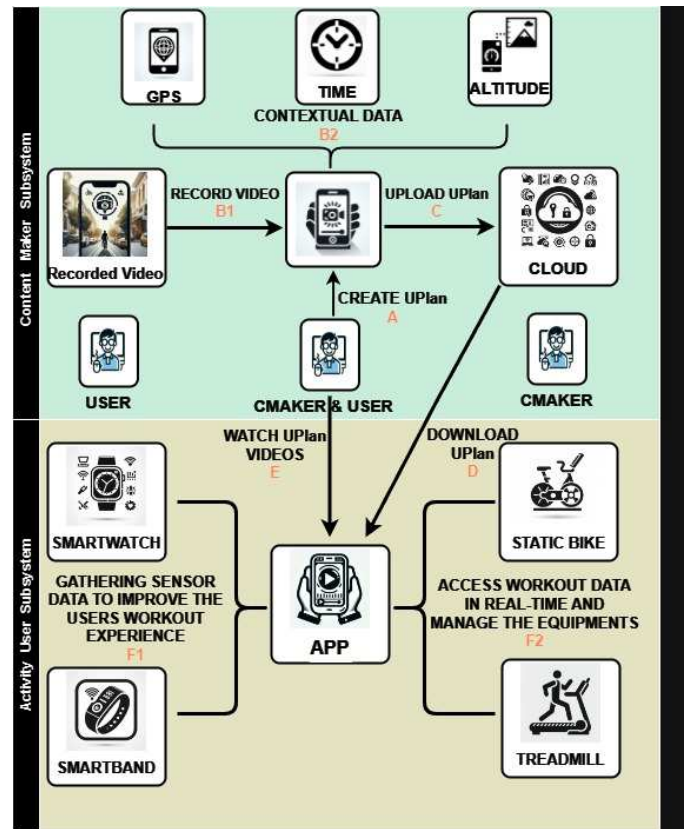 Content Maker Subsystem
GPS
TIME
ALTITUDE
CONTEXTUAL DATA
B2
RECORD VIDEO
B1
UPLOAD UPlan
C
Recorded Video
CLOUD
CREATE UPlan
A
USER
CMAKER & USER
CMAKER
Activity User Subsystem
WATCH UPlan
VIDEOS
E
DOWNLOAD
UPlan
D
SMARTWATCH
STATIC BIKE
GATHERING SENSOR
DATA TO IMPROVE THE
USERS WORKOUT
EXPERIENCE
F1
APP
ACCESS WORKOUT DATA
IN REAL-TIME AND
MANAGE THE EQUIPMENTS
F2
SMARTBAND
TREADMILL